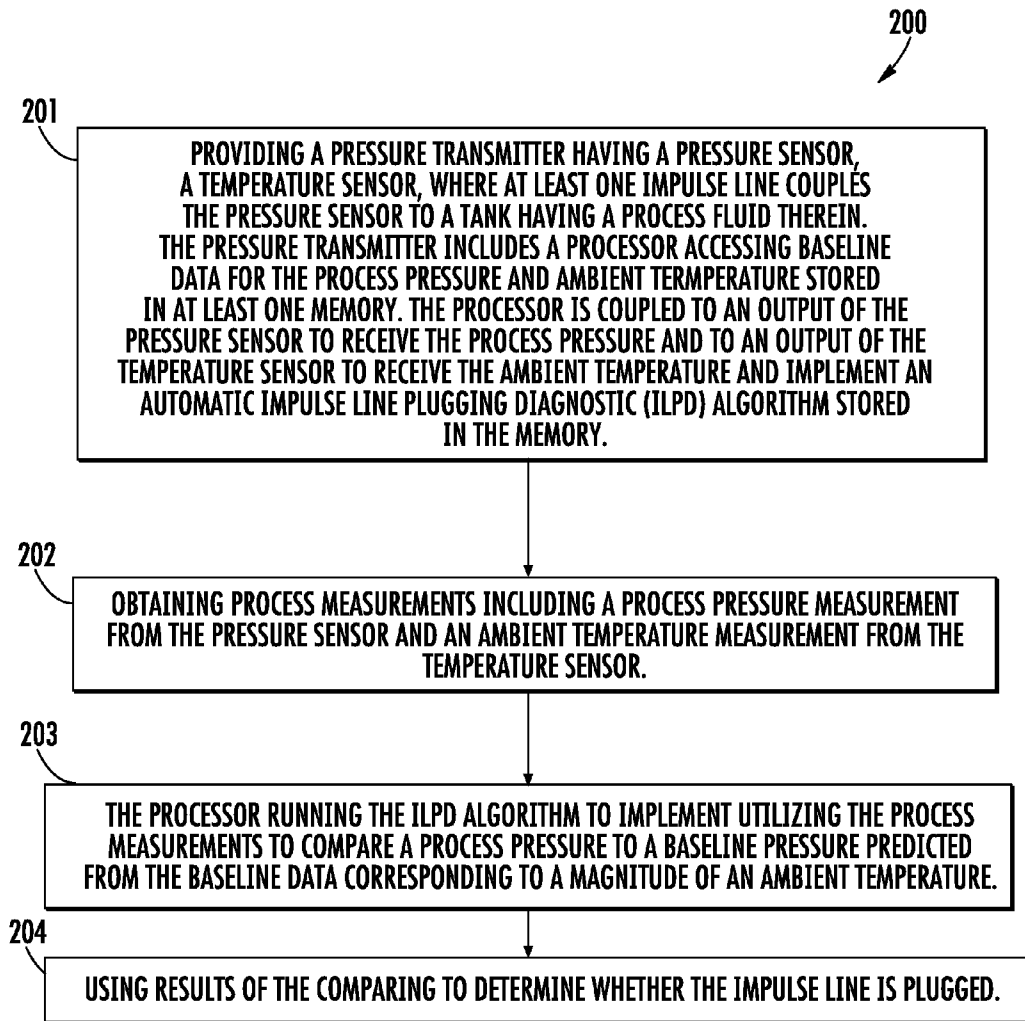 200
201
PROVIDING A PRESSURE TRANSMITTER HAVING A PRESSURE SENSOR,
A TEMPERATURE SENSOR, WHERE AT LEAST ONE IMPULSE LINE COUPLES
THE PRESSURE SENSOR TO A TANK HAVING A PROCESS FLUID THEREIN.
THE PRESSURE TRANSMITTER INCLUDES A PROCESSOR ACCESSING BASELINE
DATA FOR THE PROCESS PRESSURE AND AMBIENT TERMPERATURE STORED
IN AT LEAST ONE MEMORY. THE PROCESSOR IS COUPLED TO AN OUTPUT OF THE
PRESSURE SENSOR TO RECEIVE THE PROCESS PRESSURE AND TO AN OUTPUT OF THE
TEMPERATURE SENSOR TO RECEIVE THE AMBIENT TEMPERATURE AND IMPLEMENT AN
AUTOMATIC IMPULSE LINE PLUGGING DIAGNOSTIC (ILPD) ALGORITHM STORED
IN THE MEMORY.
202
OBTAINING PROCESS MEASUREMENTS INCLUDING A PROCESS PRESSURE MEASUREMENT
FROM THE PRESSURE SENSOR AND AN AMBIENT TEMPERATURE MEASUREMENT FROM THE
TEMPERATURE SENSOR.
203
THE PROCESSOR RUNNING THE ILPD ALGORITHM TO IMPLEMENT UTILIZING THE PROCESS
MEASUREMENTS TO COMPARE A PROCESS PRESSURE TO A BASELINE PRESSURE PREDICTED
FROM THE BASELINE DATA CORRESPONDING TO A MAGNITUDE OF AN AMBIENT TEMPERATURE.
204
USING RESULTS OF THE COMPARING TO DETERMINE WHETHER THE IMPULSE LINE IS PLUGGED.